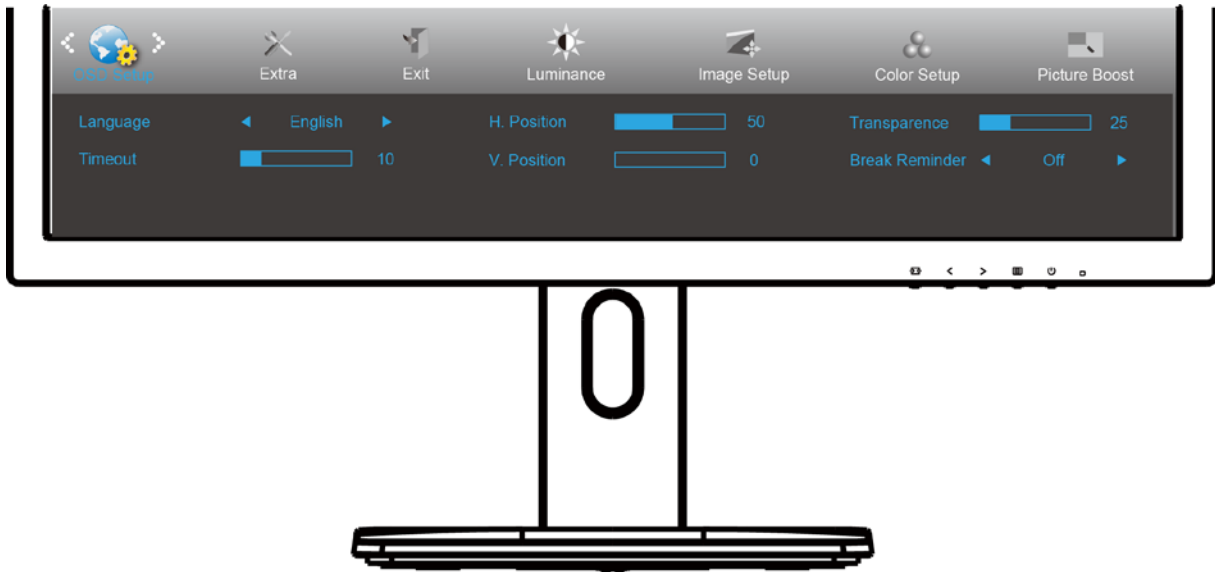 OSD Setup Extra Exit Luminance Image Setup Color Setup Picture Boost
Language English H. Position 50 Transparence 25
Timeout 10 V. Position 0 Break Reminder Off